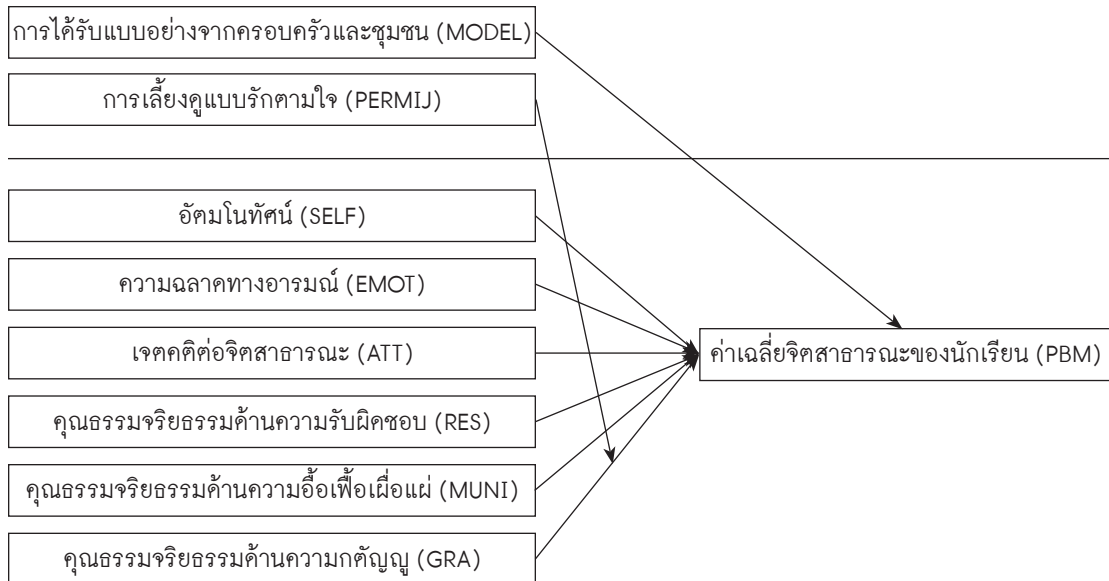 การได้รับแบบอย่างจากครอบครัวและชุมชน (MODEL)
การเลี้ยงดูแบบรักตามใจ (PERMIJ)
อัตมโนทัศน์ (SELF)
ความฉลาดทางอารมณ์ (EMOT)
เจตคติต่อจิตสาธารณะ (ATT)
ค่าเฉลี่ยจิตสาธารณะของนักเรียน (PBM)
คุณธรรมจริยธรรมด้านความรับผิดชอบ (RES)
คุณธรรมจริยธรรมด้านความเอื้อเฟื้อเผื่อแผ่ (MUNI)
คุณธรรมจริยธรรมด้านความกตัญญู (GRA)